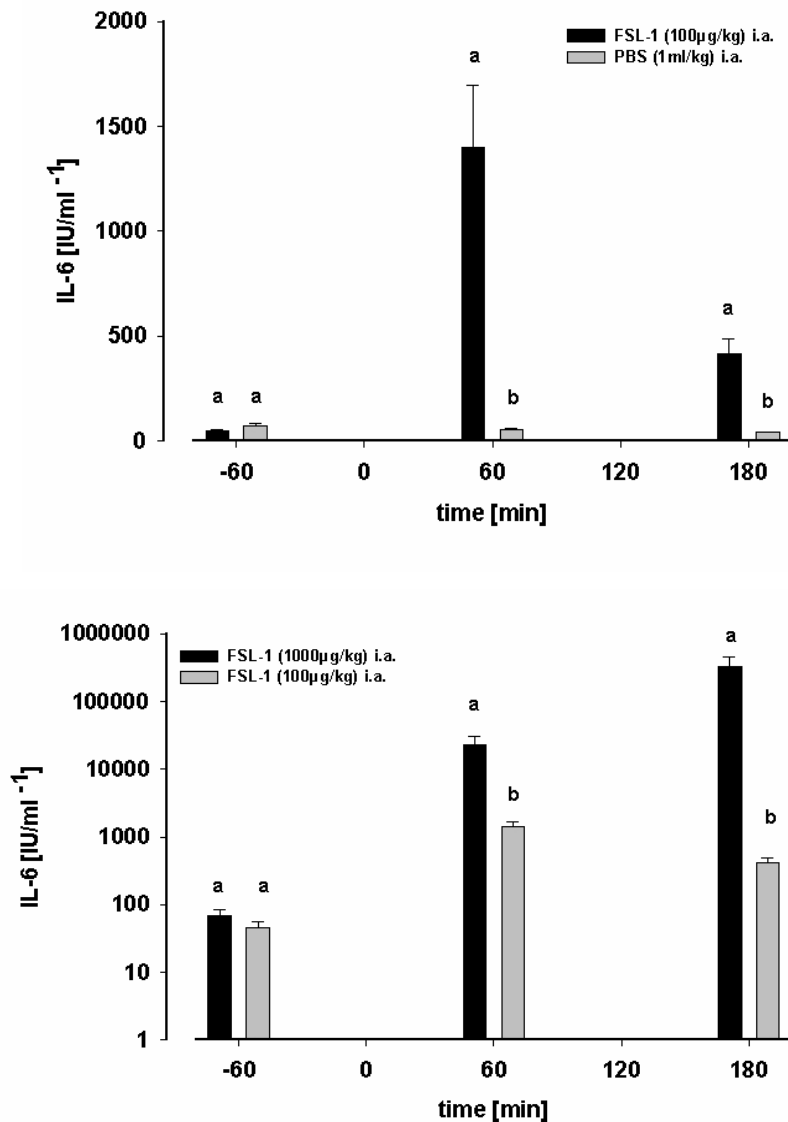 2000
FSL-1 (100µg/kg) i.a.
PBS (1ml/kg) i.a.
a
1500
IL-6 [IU/ml -1]
1000
a
500
a a
b b
0
-60 0 60 120 180
time [min]
1000000
a
FSL-1 (1000µg/kg) i.a.
FSL-1 (100µg/kg) i.a.
100000
a
10000
b
IL-6 [IU/ml -1]
1000
b
a a
100
10
1
-60 0 60 120 180
time [min]